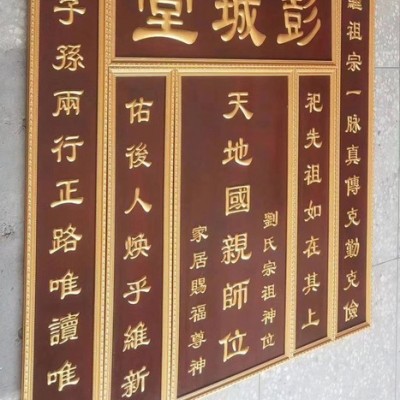 彭城堂
繼祖宗一脉真傳克勤克儉
祀先祖如在其上
劉氏宗祖神位
天地國親師位
家居賜福尊神
佑後人煥乎維新
子孫兩行正路唯讀唯